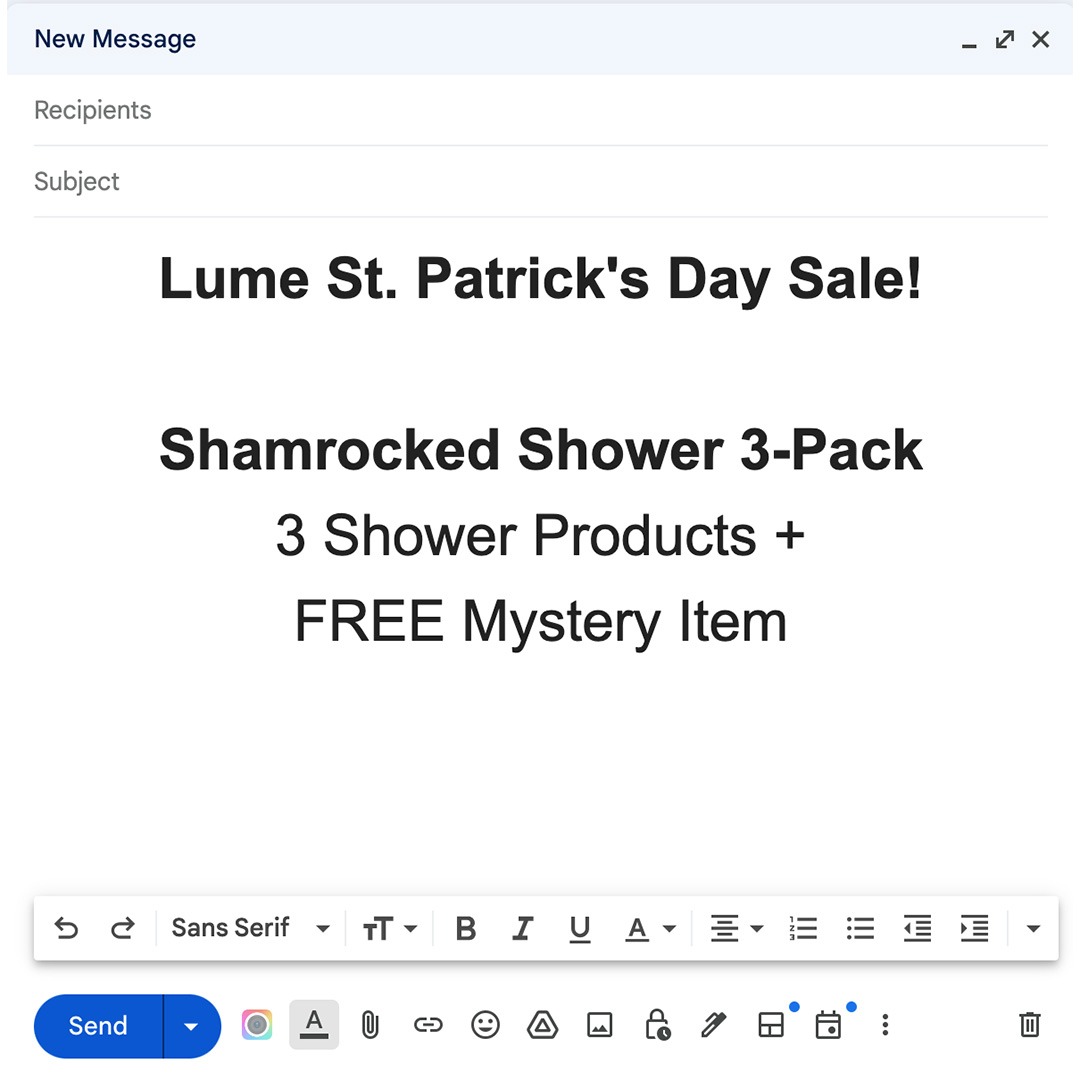 New Message
Recipients
Subject
Lume St. Patrick's Day Sale!
Shamrocked Shower 3-Pack
3 Shower Products +
FREE Mystery Item
Sans Serif
Send